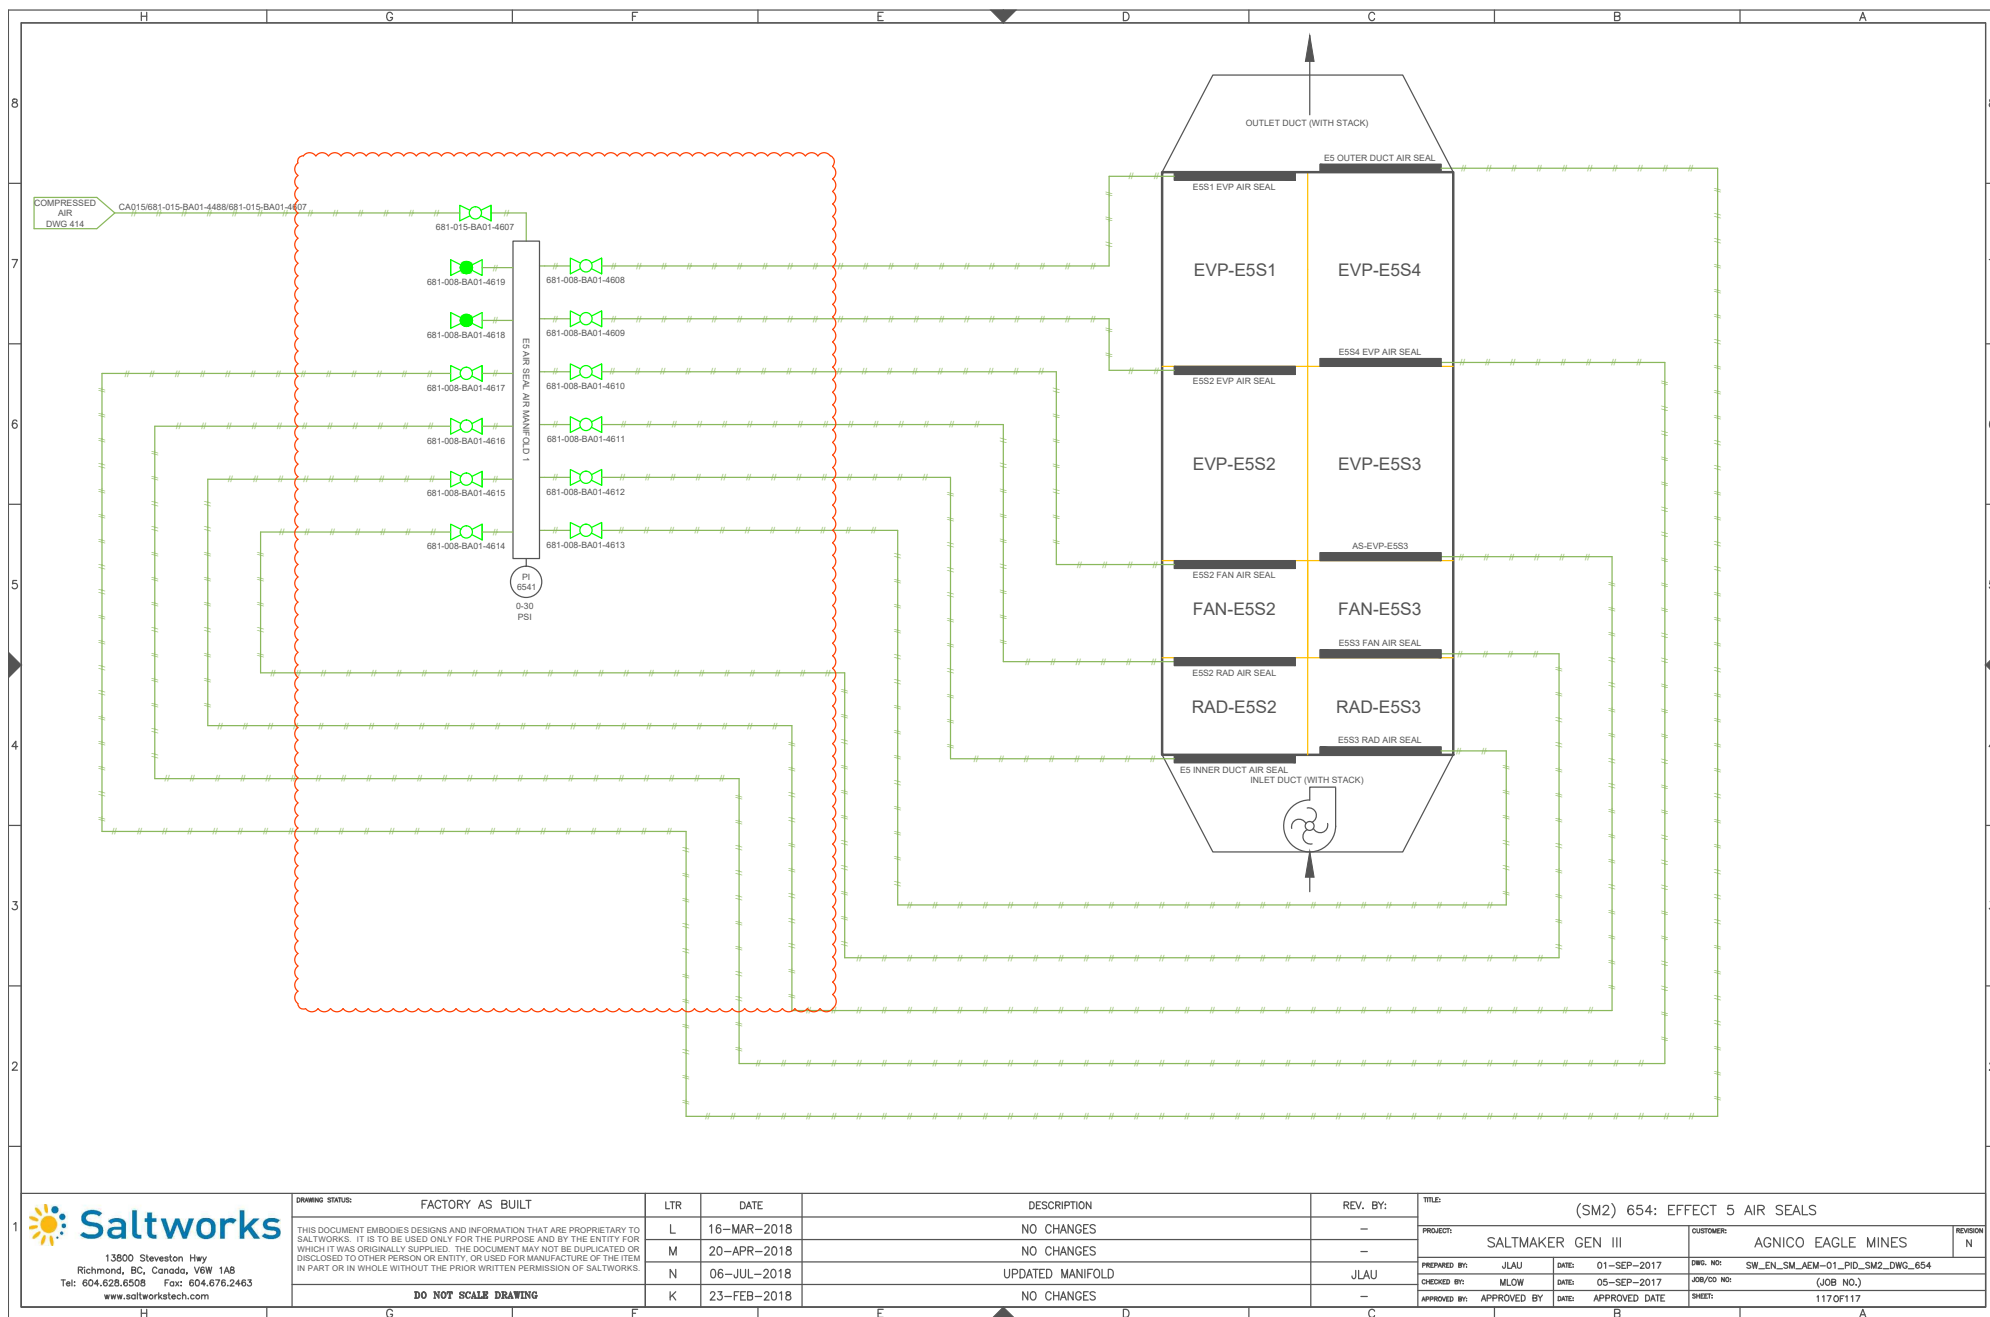 H G F E D C B A
8
7
6
5
4
3
2
1
COMPRESSED
AIR
DWG 414
CA015/681-015-BA01-4488/681-015-BA01-4607
681-015-BA01-4607
681-008-BA01-4619
681-008-BA01-4618
681-008-BA01-4617
681-008-BA01-4616
681-008-BA01-4615
681-008-BA01-4614
E5 AIR SEAL AIR MANIFOLD 1
681-008-BA01-4608
681-008-BA01-4609
681-008-BA01-4610
681-008-BA01-4611
681-008-BA01-4612
681-008-BA01-4613
PI
6541
0-30
PSI
OUTLET DUCT (WITH STACK)
E5 OUTER DUCT AIR SEAL
E5S1 EVP AIR SEAL
EVP-E5S1
EVP-E5S4
E5S4 EVP AIR SEAL
E5S2 EVP AIR SEAL
EVP-E5S2
EVP-E5S3
AS-EVP-E5S3
E5S2 FAN AIR SEAL
FAN-E5S2
FAN-E5S3
E5S3 FAN AIR SEAL
E5S2 RAD AIR SEAL
RAD-E5S2
RAD-E5S3
E5S3 RAD AIR SEAL
E5 INNER DUCT AIR SEAL
INLET DUCT (WITH STACK)
Saltworks
13800 Steveston Hwy
Richmond, BC, Canada, V6W 1A8
Tel: 604.628.6508 Fax: 604.676.2463
www.saltworkstech.com
DRAWING STATUS:
FACTORY AS BUILT
THIS DOCUMENT EMBODIES DESIGNS AND INFORMATION THAT ARE PROPRIETARY TO
SALTWORKS. IT IS TO BE USED ONLY FOR THE PURPOSE AND BY THE ENTITY FOR
WHICH IT WAS ORIGINALLY SUPPLIED. THE DOCUMENT MAY NOT BE DUPLICATED OR
DISCLOSED TO OTHER PERSON OR ENTITY, OR USED FOR MANUFACTURE OF THE ITEM
IN PART OR IN WHOLE WITHOUT THE PRIOR WRITTEN PERMISSION OF SALTWORKS.
DO NOT SCALE DRAWING
LTR DATE DESCRIPTION REV. BY:
L 16-MAR-2018 NO CHANGES -
M 20-APR-2018 NO CHANGES -
N 06-JUL-2018 UPDATED MANIFOLD JLAU
K 23-FEB-2018 NO CHANGES -
TITLE:
(SM2) 654: EFFECT 5 AIR SEALS
PROJECT:
SALTMAKER GEN III
CUSTOMER:
AGNICO EAGLE MINES
REVISION
N
PREPARED BY: JLAU DATE: 01-SEP-2017 DWG. NO: SW_EN_SM_AEM-01_PID_SM2_DWG_654
CHECKED BY: MLOW DATE: 05-SEP-2017 JOB/CO NO: (JOB NO.)
APPROVED BY: APPROVED BY DATE: APPROVED DATE SHEET: 117OF117
H G F E D C B A